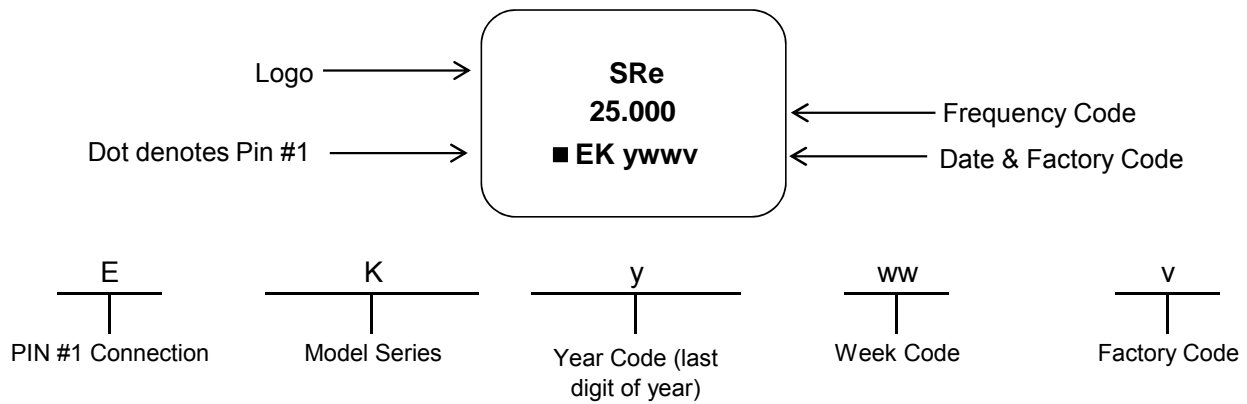 Logo
SRe
25.000
Frequency Code
Dot denotes Pin #1
■ EK ywwv
Date & Factory Code
E
K
y
ww
v
PIN #1 Connection
Model Series
Year Code (last
digit of year)
Week Code
Factory Code